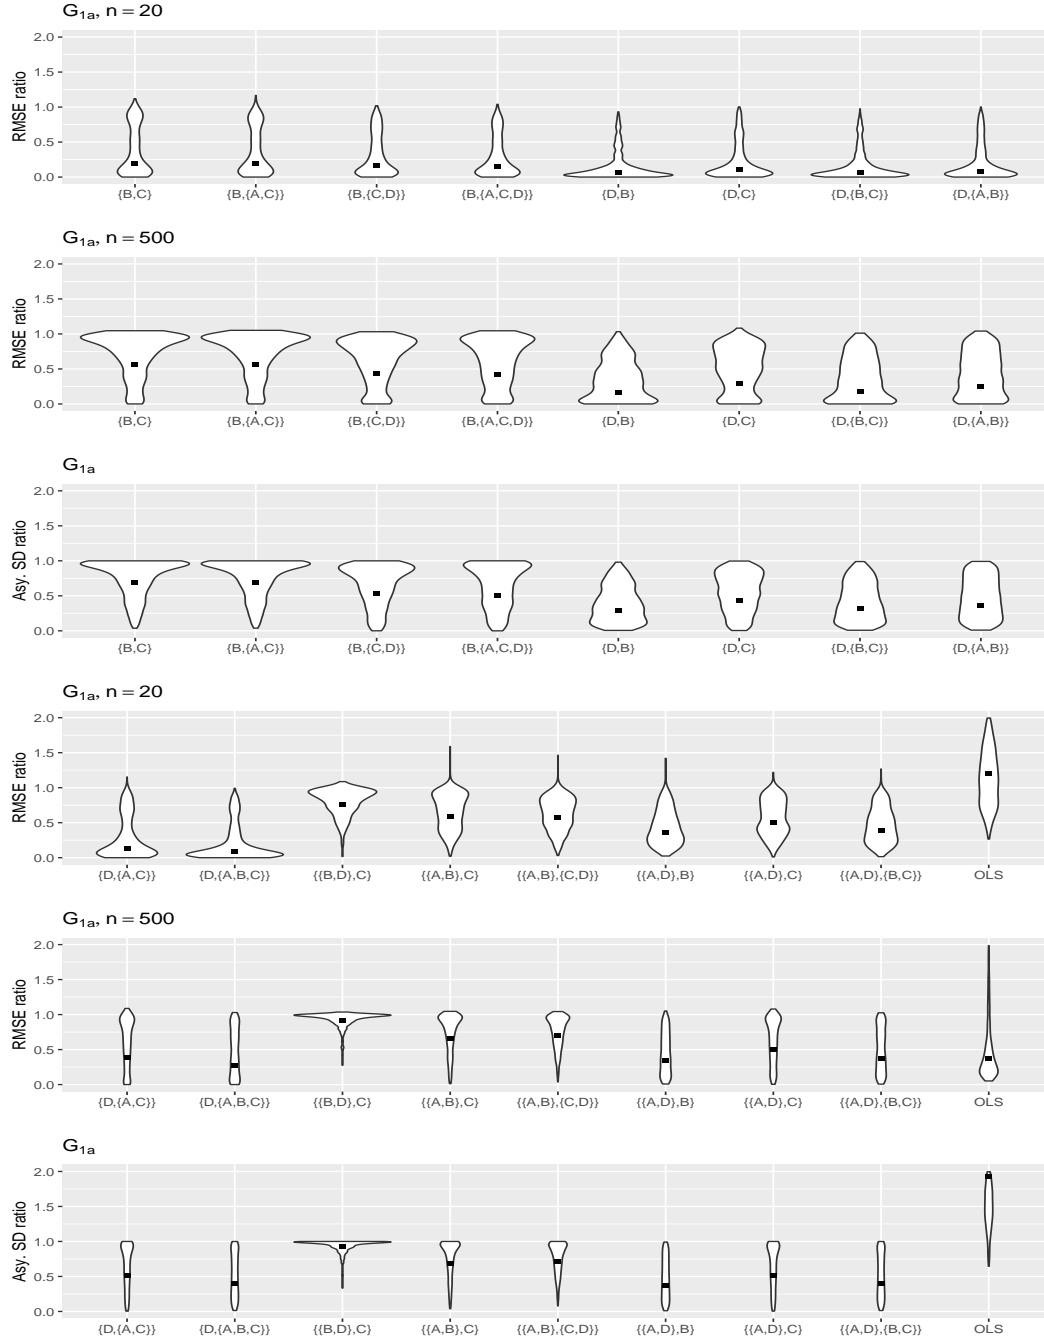 G1a, n = 20
2.0
1.5
1.0
0.5
0.0
RMSE ratio
{B,C} {B,{A,C}} {B,{C,D}} {B,{A,C,D}} {D,B} {D,C} {D,{B,C}} {D,{A,B}}
G1a, n = 500
2.0
1.5
1.0
0.5
0.0
RMSE ratio
{B,C} {B,{A,C}} {B,{C,D}} {B,{A,C,D}} {D,B} {D,C} {D,{B,C}} {D,{A,B}}
G1a
2.0
1.5
1.0
0.5
0.0
Asy. SD ratio
{B,C} {B,{A,C}} {B,{C,D}} {B,{A,C,D}} {D,B} {D,C} {D,{B,C}} {D,{A,B}}
G1a, n = 20
2.0
1.5
1.0
0.5
0.0
RMSE ratio
{D,{A,C}} {D,{A,B,C}} {{B,D},C} {{A,B},C} {{A,B},{C,D}} {{A,D},B} {{A,D},C} {{A,D},{B,C}} OLS
G1a, n = 500
2.0
1.5
1.0
0.5
0.0
RMSE ratio
{D,{A,C}} {D,{A,B,C}} {{B,D},C} {{A,B},C} {{A,B},{C,D}} {{A,D},B} {{A,D},C} {{A,D},{B,C}} OLS
G1a
2.0
1.5
1.0
0.5
0.0
Asy. SD ratio
{D,{A,C}} {D,{A,B,C}} {{B,D},C} {{A,B},C} {{A,B},{C,D}} {{A,D},B} {{A,D},C} {{A,D},{B,C}} OLS